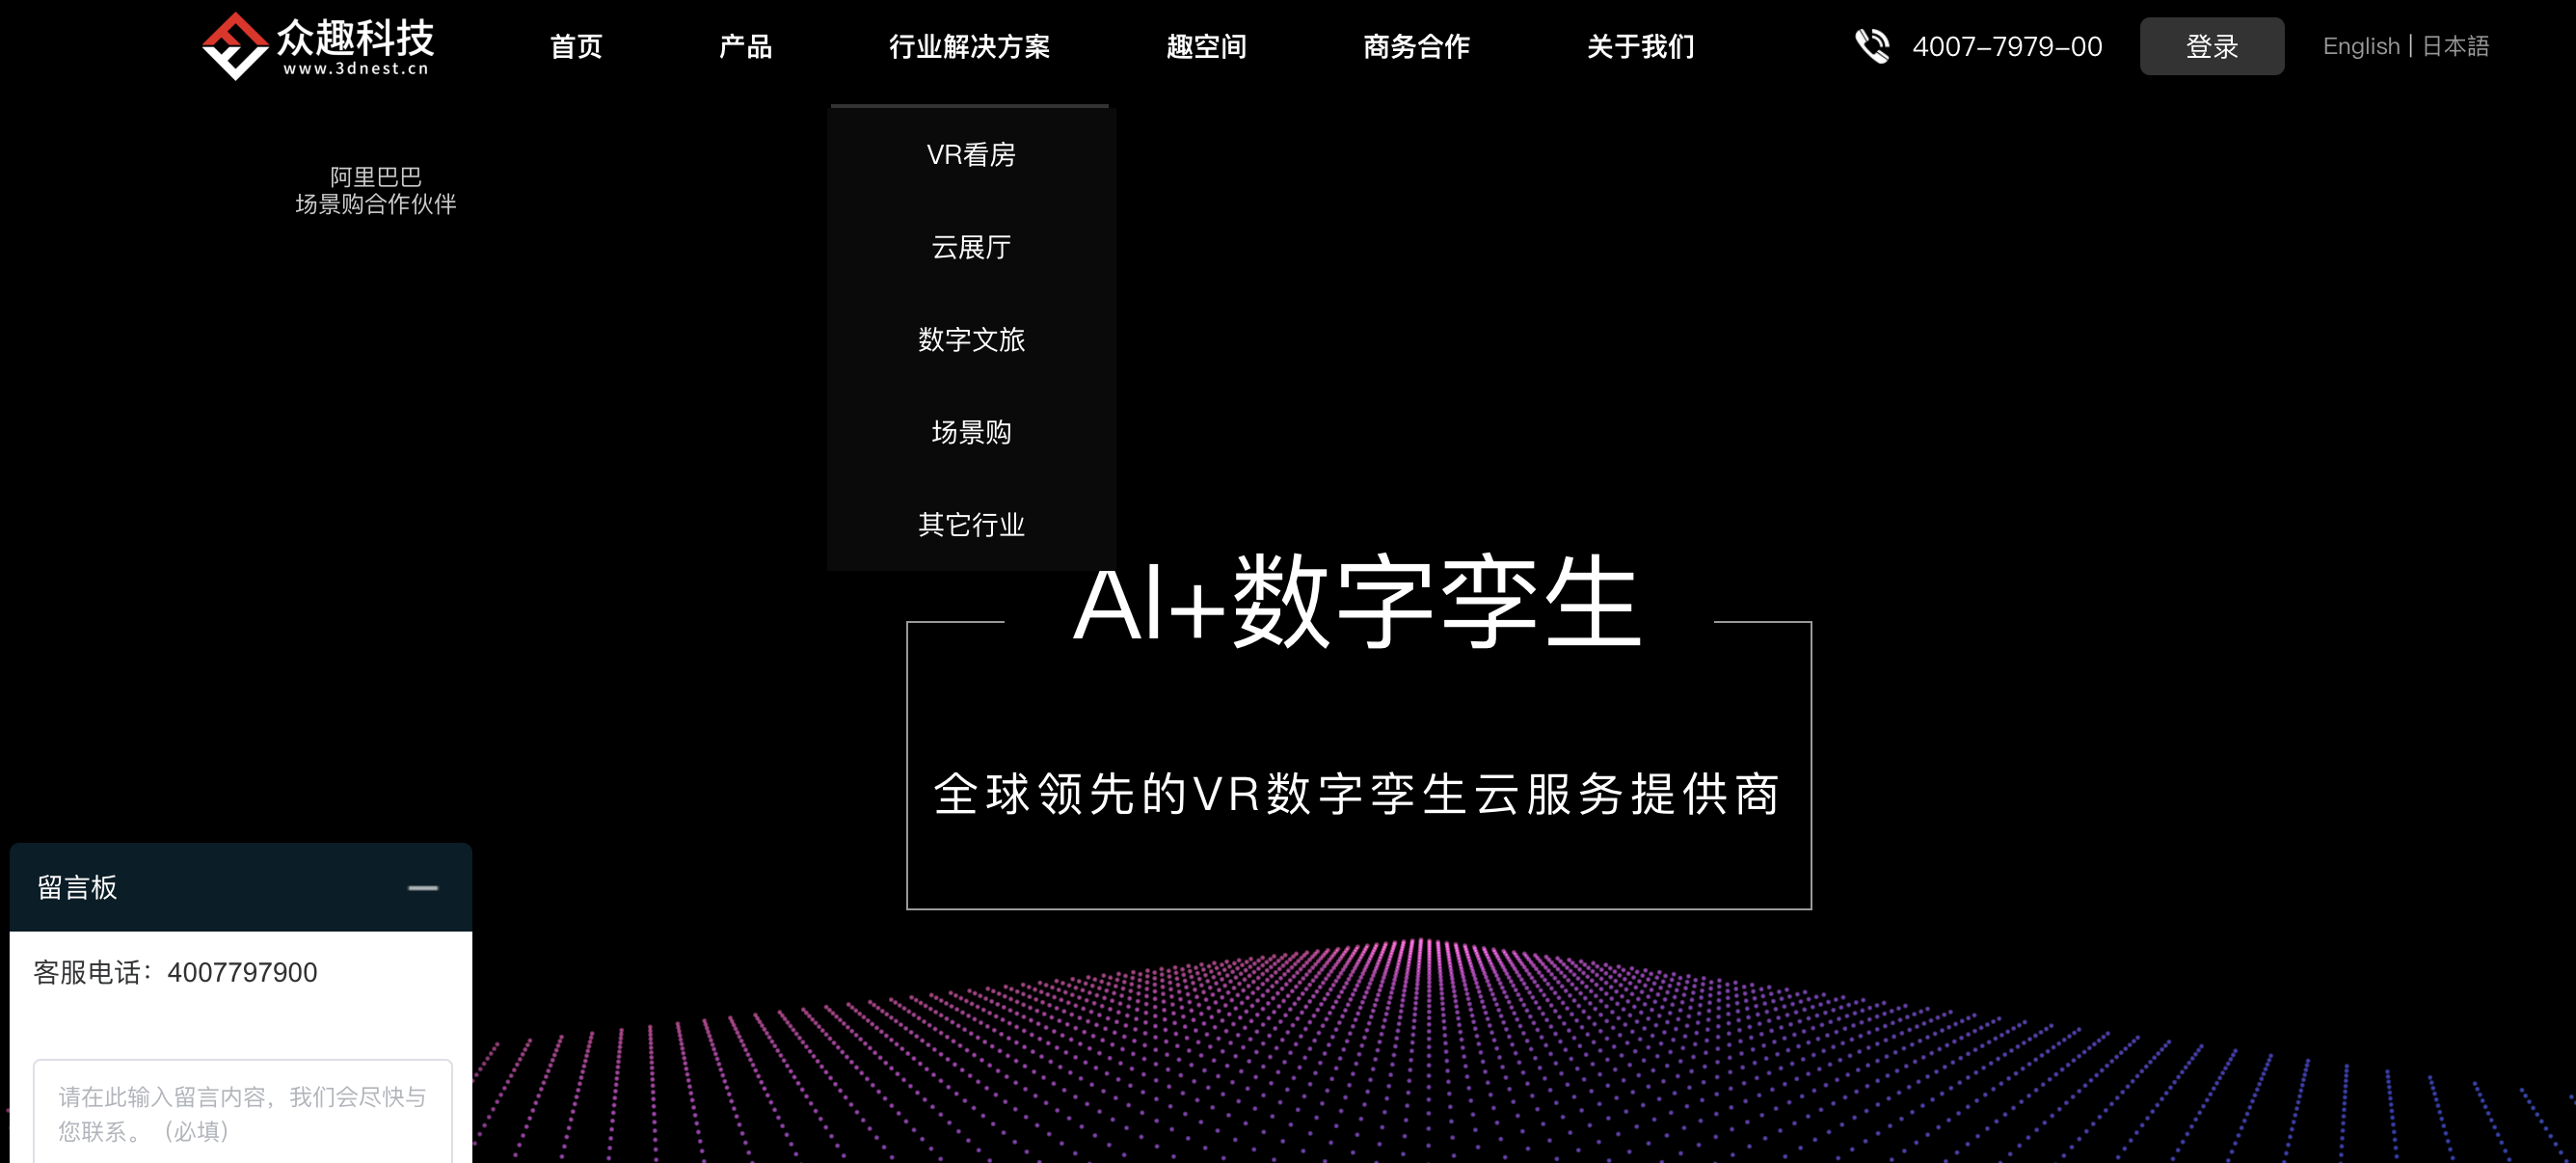 众趣科技
www.3dnest.cn
首页
产品
行业解决方案
趣空间
商务合作
关于我们
4007-7979-00
登录
English | 日本語
阿里巴巴
场景购合作伙伴
VR看房
云展厅
数字文旅
场景购
其它行业
AI+数字孪生
全球领先的VR数字孪生云服务提供商
留言板
客服电话：4007797900
请在此输入留言内容，我们会尽快与
您联系。（必填）